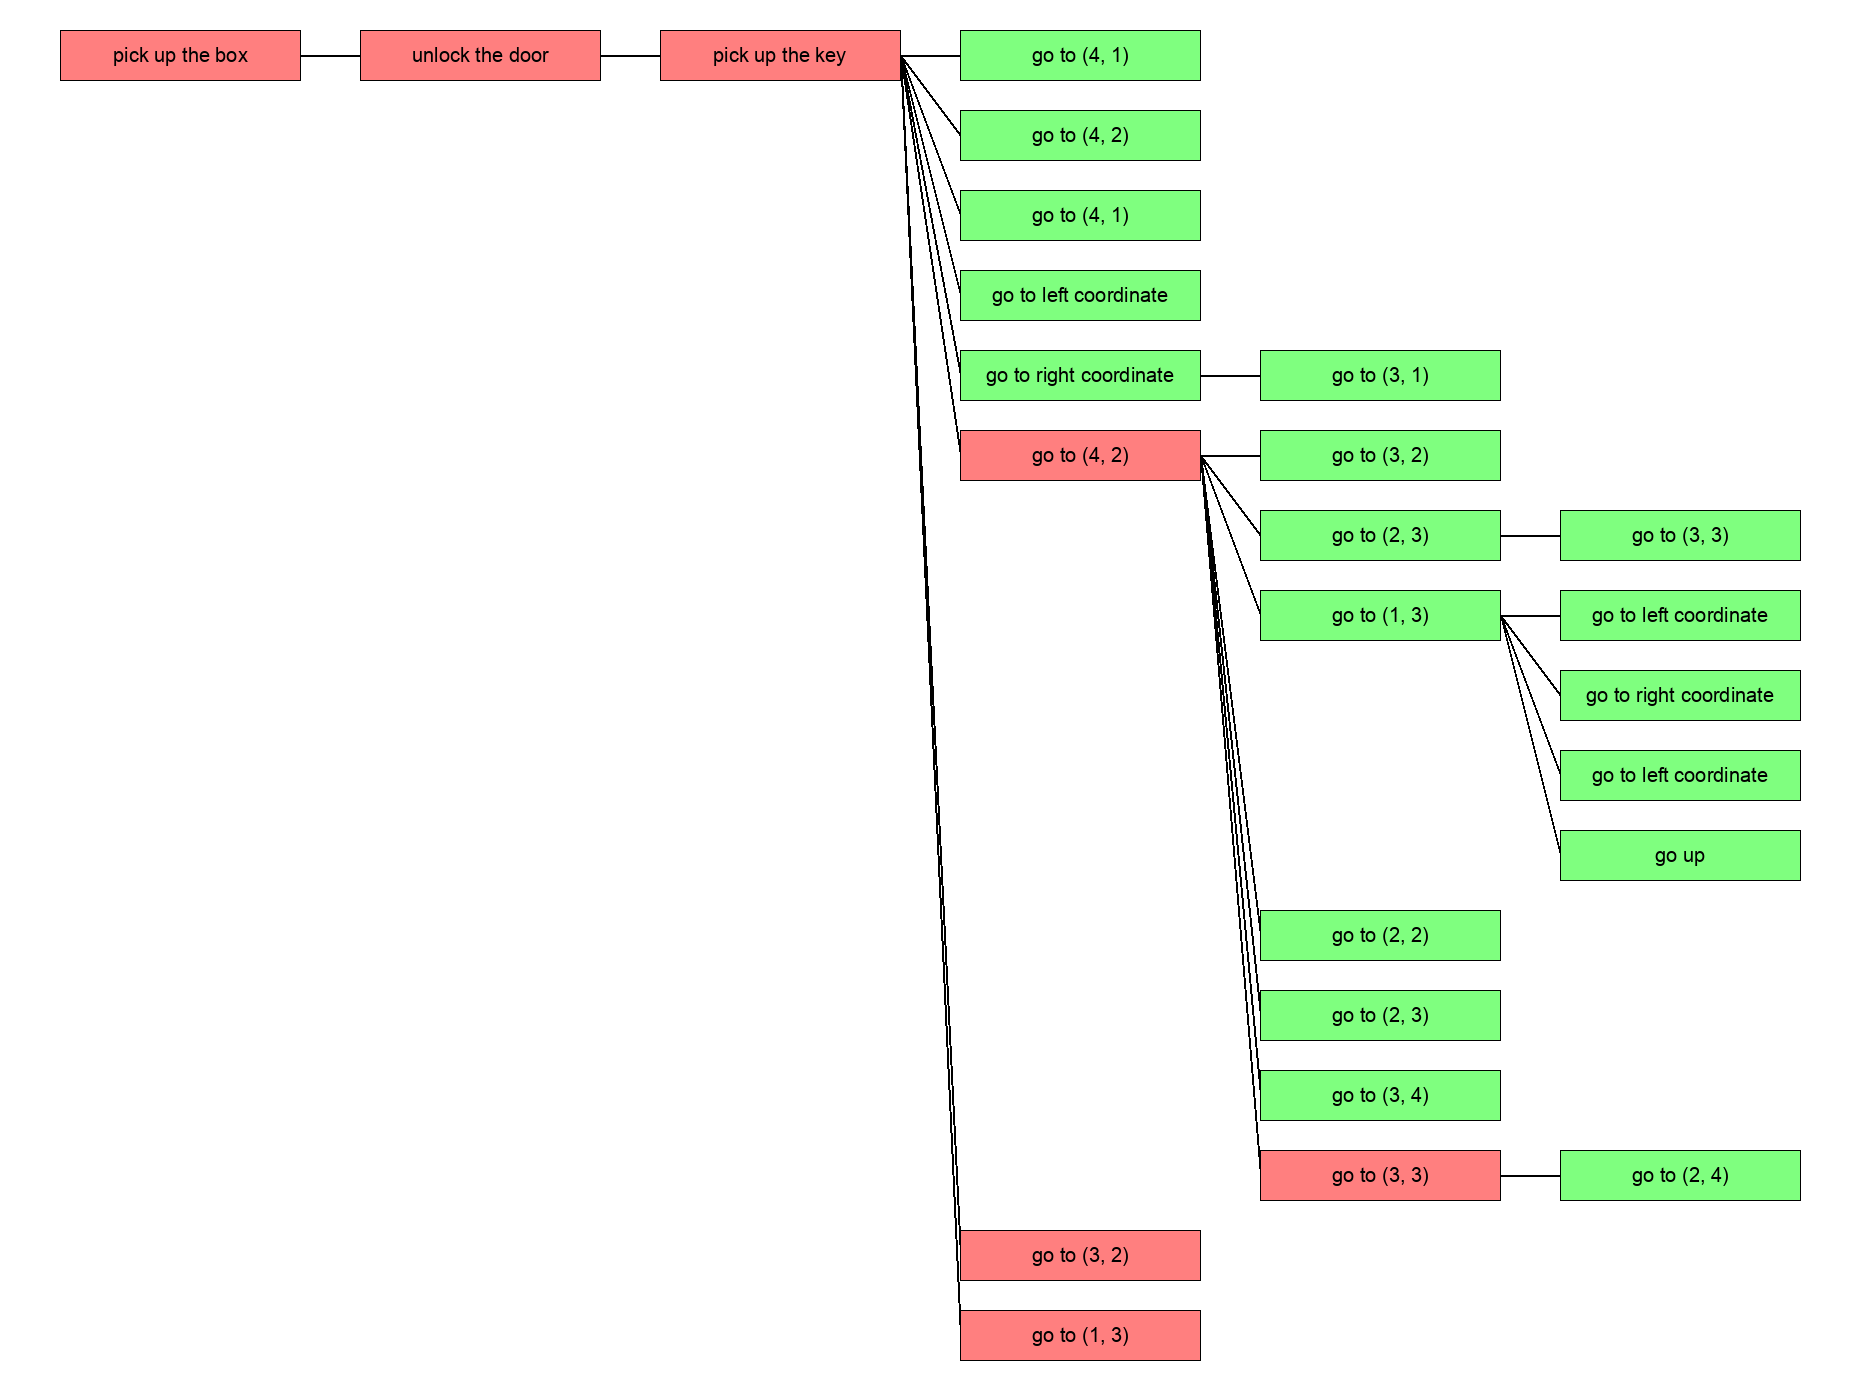 pick up the box
unlock the door
pick up the key
go to (4, 1)
go to (4, 2)
go to (4, 1)
go to left coordinate
go to right coordinate
go to (3, 1)
go to (4, 2)
go to (3, 2)
go to (2, 3)
go to (3, 3)
go to (1, 3)
go to left coordinate
go to right coordinate
go to left coordinate
go up
go to (2, 2)
go to (2, 3)
go to (3, 4)
go to (3, 3)
go to (2, 4)
go to (3, 2)
go to (1, 3)